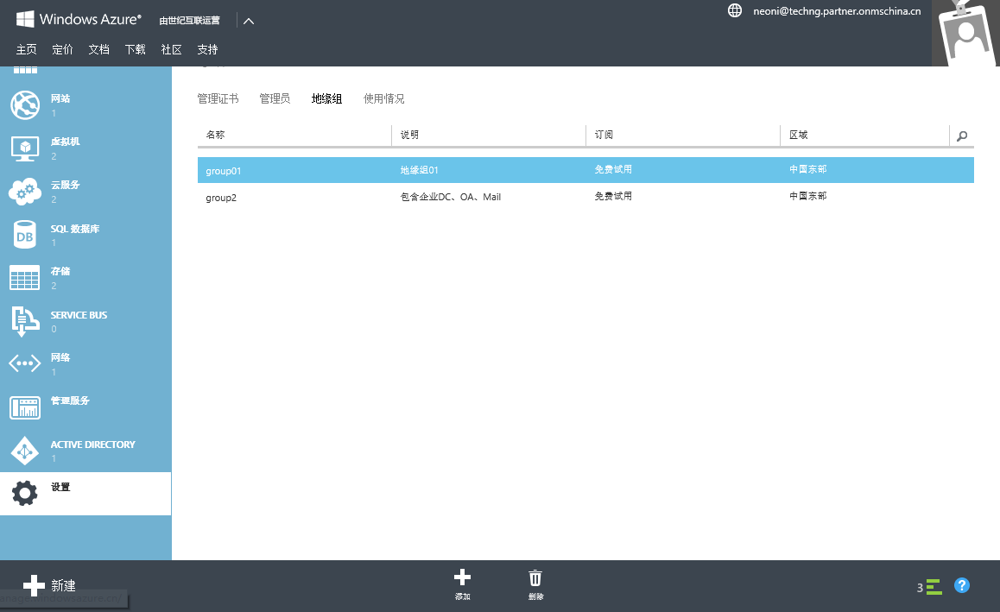 Windows Azure® 由世纪互联运营
neoni@techng.partner.onmschina.cn
主页 定价 文档 下载 社区 支持
网站
1
虚拟机
2
云服务
2
DB
SQL 数据库
1
存储
2
SERVICE BUS
0
网络
1
管理服务
ACTIVE DIRECTORY
1
设置
管理证书 管理员 地缘组 使用情况
名称 说明 订阅 区域
group01 地缘组01 免费试用 中国东部
group2 包含企业DC、OA、Mail 免费试用 中国东部
新建
添加
删除
3
?